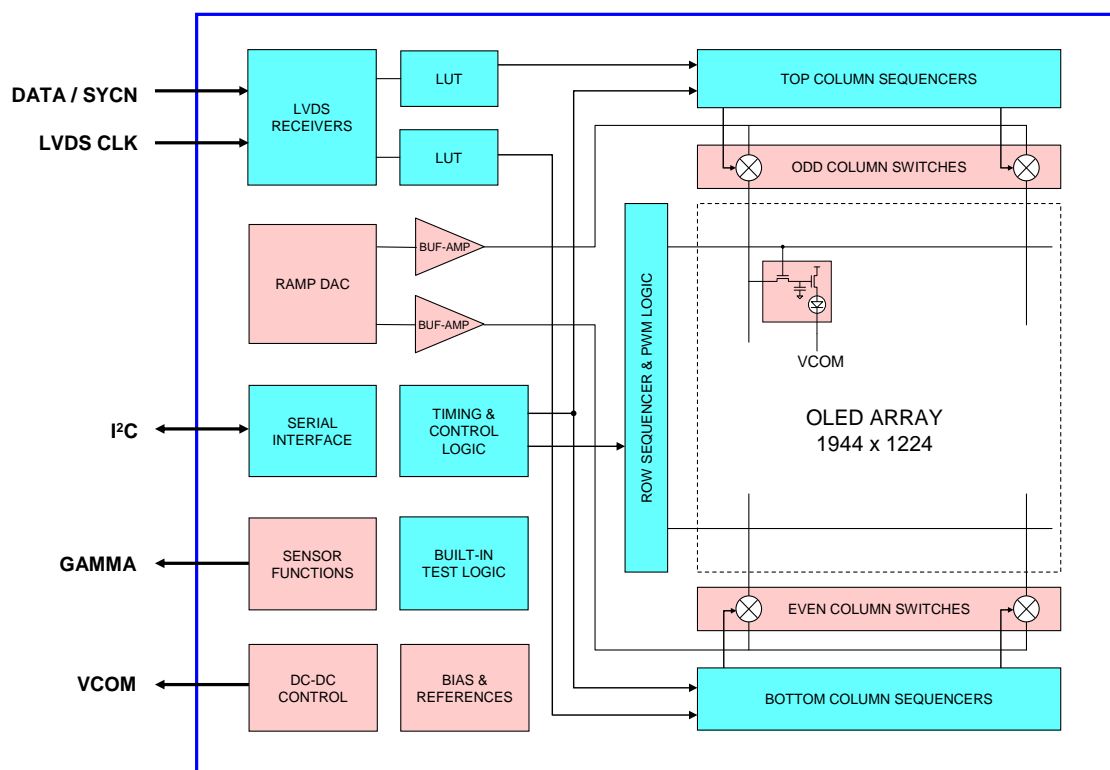 DATA / SYCN
LVDS CLK
LVDS
RECEIVERS
LUT
LUT
TOP COLUMN SEQUENCERS
ODD COLUMN SWITCHES
RAMP DAC
BUF-AMP
BUF-AMP
ROW SEQUENCER & PWM LOGIC
VCOM
OLED ARRAY
1944 x 1224
I²C
SERIAL
INTERFACE
TIMING &
CONTROL
LOGIC
GAMMA
SENSOR
FUNCTIONS
BUILT-IN
TEST LOGIC
EVEN COLUMN SWITCHES
VCOM
DC-DC
CONTROL
BIAS &
REFERENCES
BOTTOM COLUMN SEQUENCERS